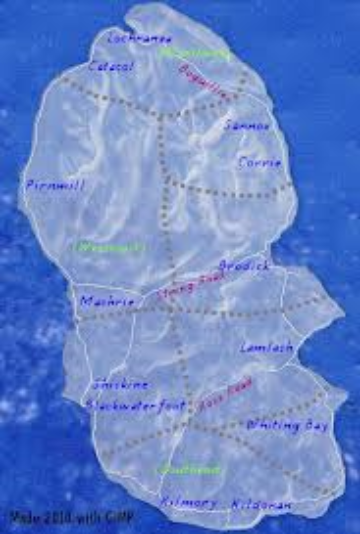 Lochranza
Catacol
Boguillie
Sannox
Corrie
Pirnmill
Brodick
String Road
Machrie
Lamlash
Shiskine
Blackwaterfoot
Ross Road
Whiting Bay
(Southend)
Kilmory
Kildonan
Made 2010 with GIMP